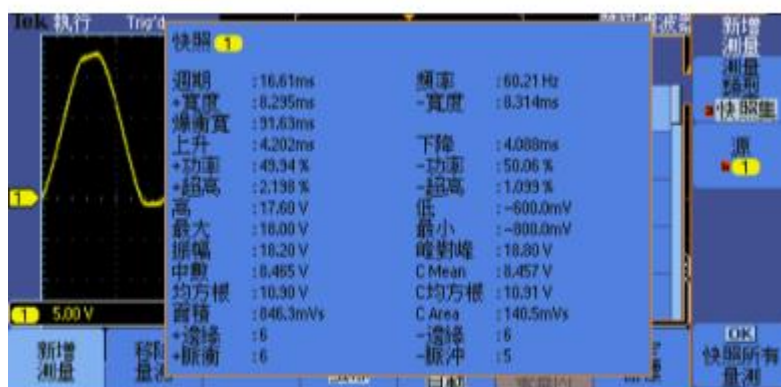 Tek 執行 Trig'd
快照 1
週期 :16.61ms 頻率 :60.21 Hz
+寬度 :8.295ms -寬度 :8.314ms
爆衝寬 :91.63ms
上升 :4.202ms 下降 :4.088ms
+功率 :49.94 % -功率 :50.06 %
+超高 :2.198 % -超高 :1.099 %
高 :17.60 V 低 :-600.0mV
最大 :18.00 V 最小 :-800.0mV
振幅 :18.20 V 峰對峰 :18.80 V
中數 :8.465 V C Mean :8.457 V
均方根 :10.90 V C均方根 :10.91 V
面積 :846.3mVs C Area :140.5mVs
+邊緣 :6 -邊緣 :6
+脈衝 :6 -脈沖 :5
新增
測量
測量
類型
快照集
源
1
1
1 5.00 V
新增
測量
OK
快照所有
量測